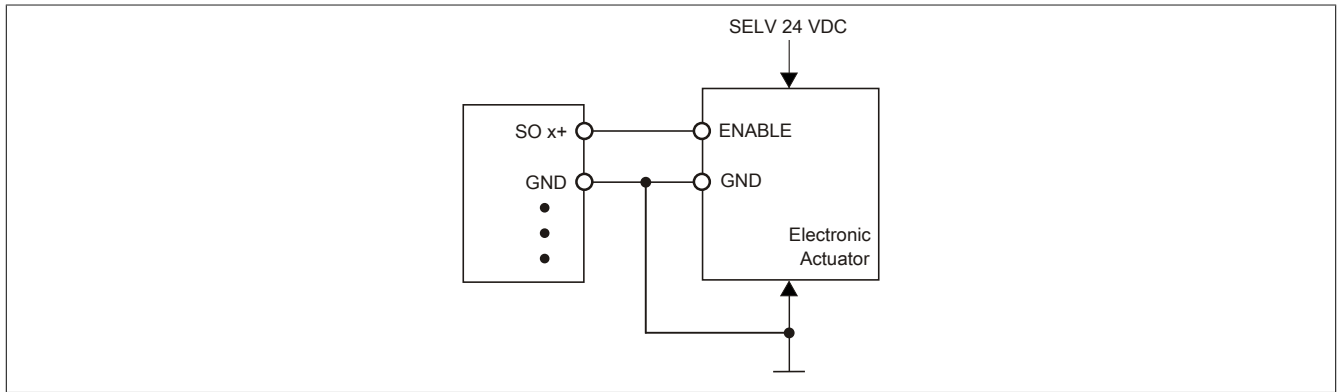 SELV 24 VDC
SO x+
ENABLE
GND
GND
Electronic
Actuator